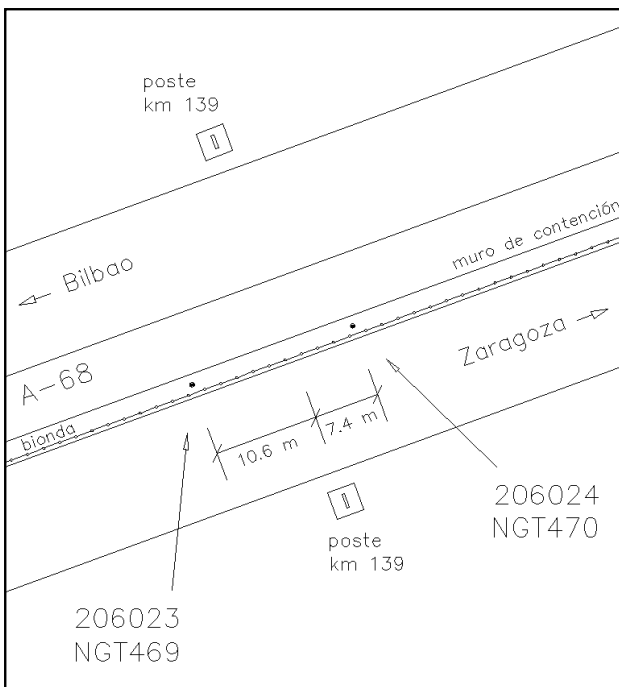 poste
km 139
muro de contención
Bilbao
Zaragoza
A-68
bionda
10.6 m
7.4 m
206024
NGT470
poste
km 139
206023
NGT469